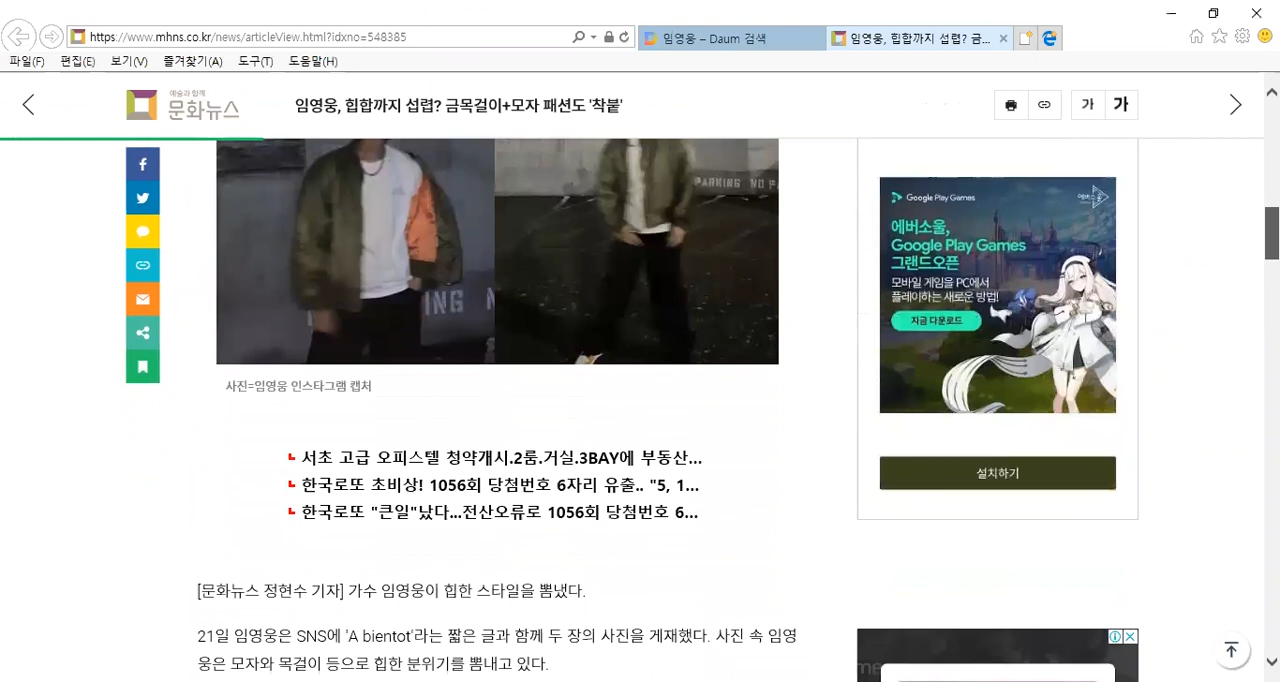 https://www.mhns.co.kr/news/articleView.html?idxno=548385
임영웅 – Daum 검색
임영웅, 힙합까지 섭렵? 금...
파일(F) 편집(E) 보기(V) 즐겨찾기(A) 도구(T) 도움말(H)
예술과 함께
문화뉴스
임영웅, 힙합까지 섭렵? 금목걸이+모자 패션도 '착붙'
가 가
PARKING NO PA
ING N
사진=임영웅 인스타그램 캡처
서초 고급 오피스텔 청약개시.2룸.거실.3BAY에 부동산...
한국로또 초비상! 1056회 당첨번호 6자리 유출.. "5, 1...
한국로또 "큰일"났다...전산오류로 1056회 당첨번호 6...
[문화뉴스 정현수 기자] 가수 임영웅이 힙한 스타일을 뽐냈다.
21일 임영웅은 SNS에 'A bientot'라는 짧은 글과 함께 두 장의 사진을 게재했다. 사진 속 임영
웅은 모자와 목걸이 등으로 힙한 분위기를 뽐내고 있다.
Google Play Games
에버소울
에버소울,
Google Play Games
그랜드오픈
모바일 게임을 PC에서
플레이하는 새로운 방법!
지금 다운로드
설치하기